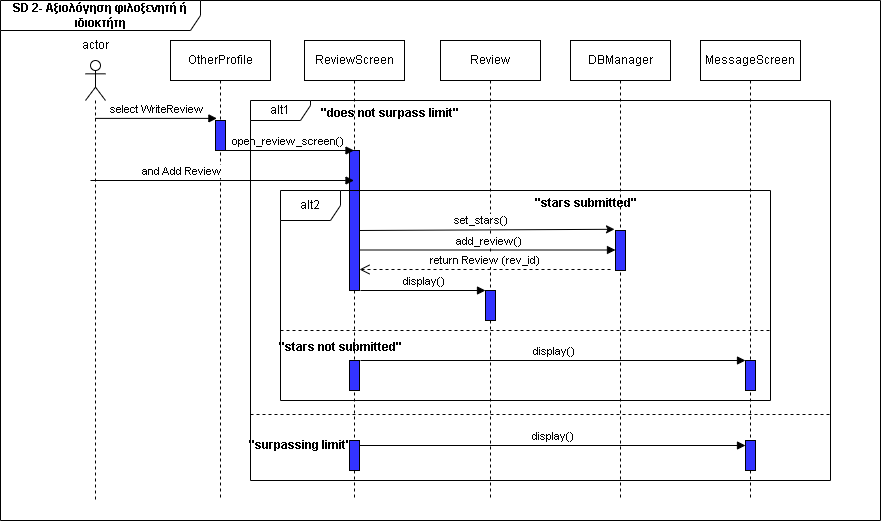 SD 2- Αξιολόγηση φιλοξενητή ή
ιδιοκτήτη
actor
OtherProfile
ReviewScreen
Review
DBManager
MessageScreen
select WriteReview
alt1
"does not surpass limit"
open_review_screen()
and Add Review
alt2
"stars submitted"
set_stars()
add_review()
return Review (rev_id)
display()
"stars not submitted"
display()
"surpassing limit"
display()